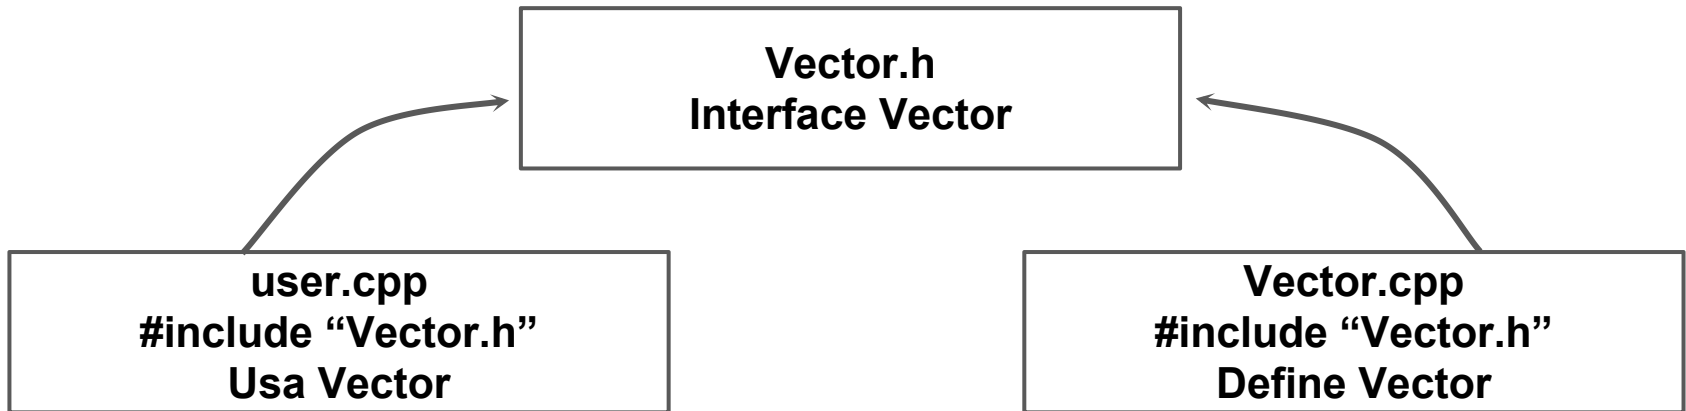 Vector.h
Interface Vector
user.cpp
#include “Vector.h”
Usa Vector
Vector.cpp
#include “Vector.h”
Define Vector